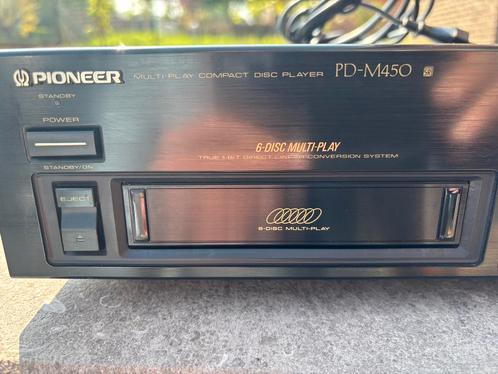 PIONEER MULTI-PLAY COMPACT DISC PLAYER PD-M450
STANDBY
POWER
6-DISC MULTI-PLAY
TRUE 1-BIT DIRECT LINEAR CONVERSION SYSTEM
STANDBY/ON
EJECT
6-DISC MULTI-PLAY